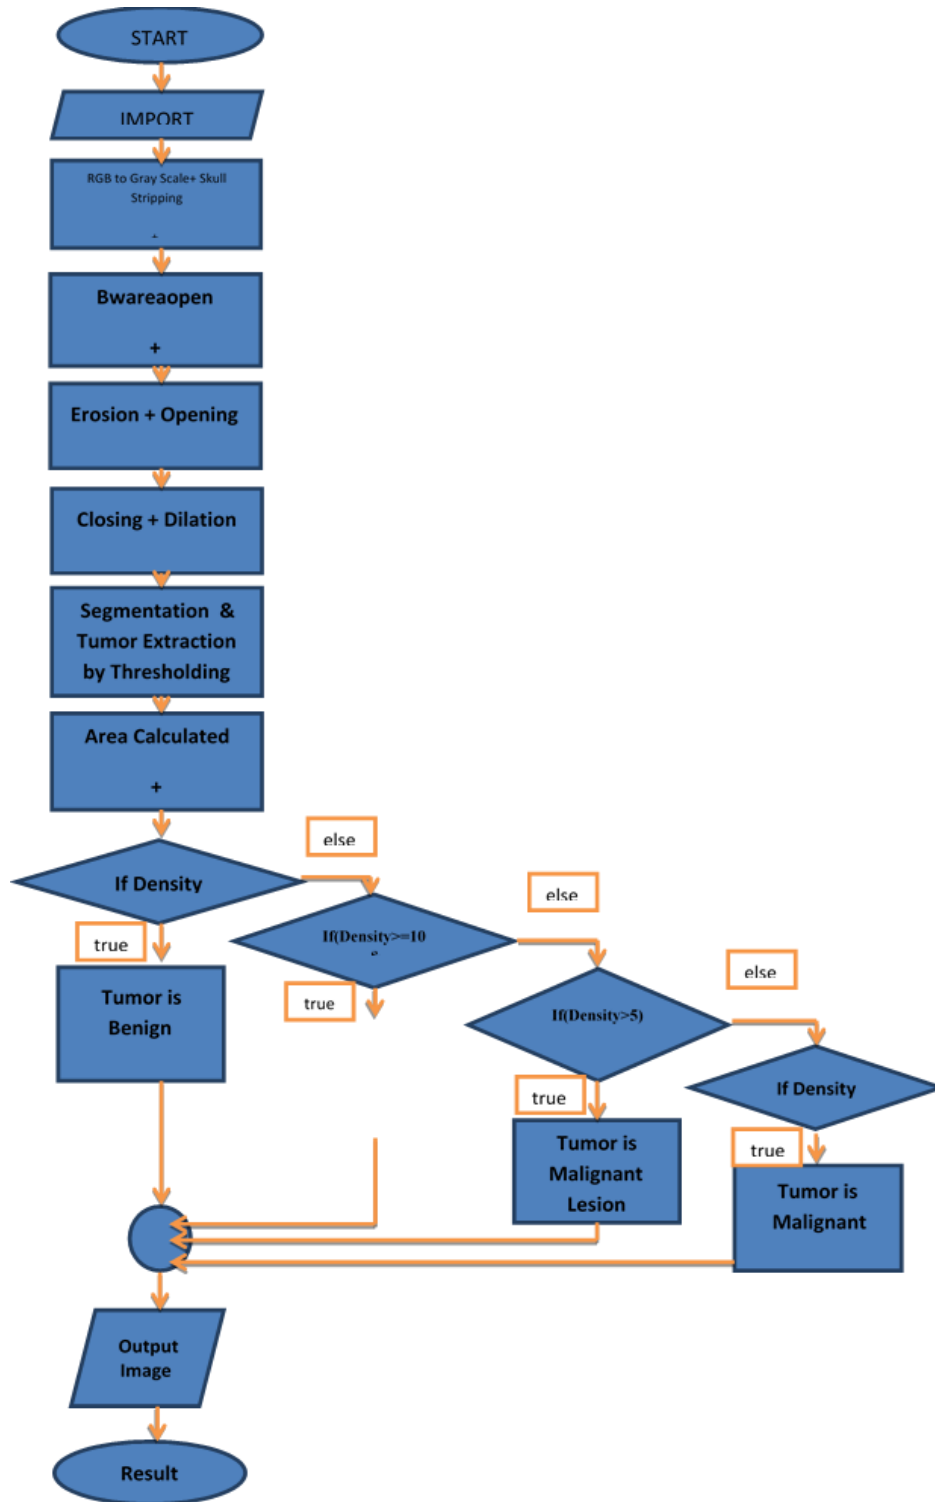 START
IMPORT
RGB to Gray Scale+ Skull
Stripping
+
Bwareaopen
+
Erosion + Opening
Closing + Dilation
Segmentation &
Tumor Extraction
by Thresholding
Area Calculated
+
else
If Density
true
else
If(Density>=10
true
else
If(Density>5)
true
If Density
true
Tumor is
Benign
Tumor is
Malignant
Lesion
Tumor is
Malignant
Output
Image
Result